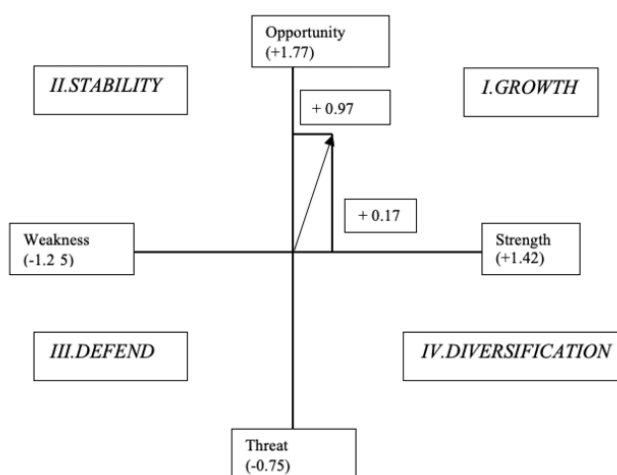 Opportunity
(+1.77)
II.STABILITY
I.GROWTH
+ 0.97
+ 0.17
Weakness
(-1.2 5)
Strength
(+1.42)
III.DEFEND
IV.DIVERSIFICATION
Threat
(-0.75)